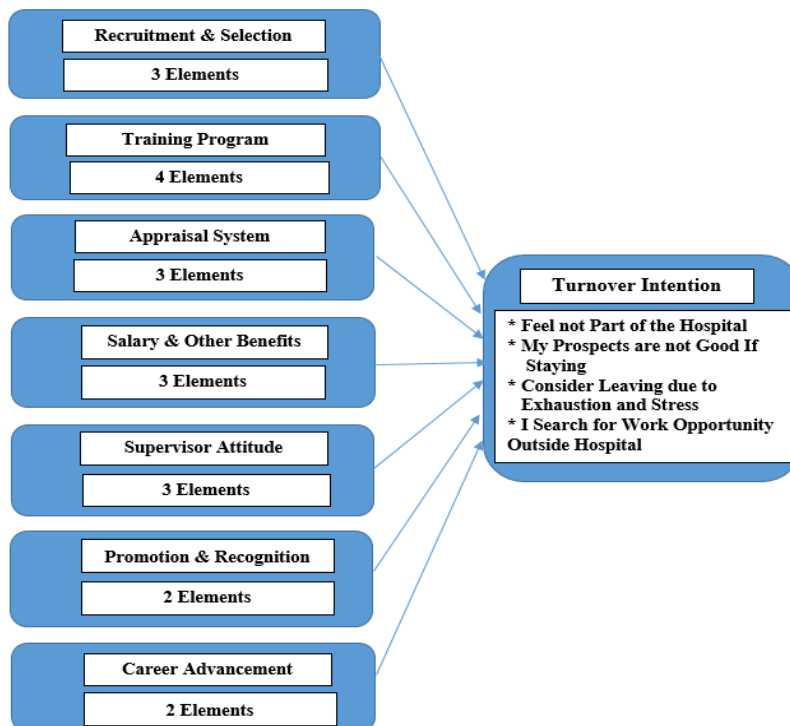 Recruitment & Selection
3 Elements
Training Program
4 Elements
Appraisal System
3 Elements
Salary & Other Benefits
3 Elements
Supervisor Attitude
3 Elements
Promotion & Recognition
2 Elements
Career Advancement
2 Elements
Turnover Intention
* Feel not Part of the Hospital
* My Prospects are not Good If
Staying
* Consider Leaving due to
Exhaustion and Stress
* I Search for Work Opportunity
Outside Hospital